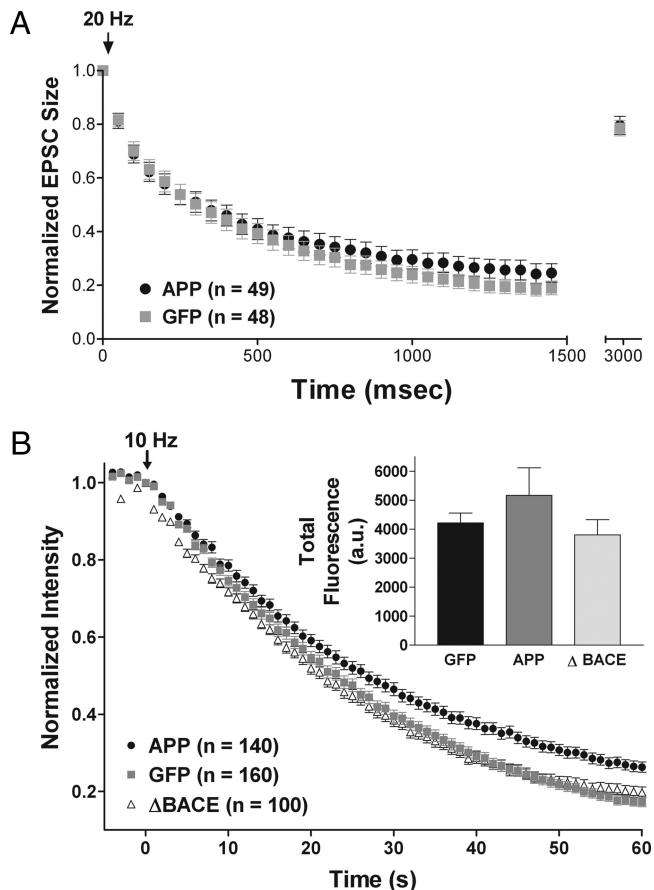 A
20 Hz
Normalized EPSC Size
1.0
0.8
0.6
0.4
0.2
0.0
APP (n = 49)
GFP (n = 48)
0 500 1000 1500 3000
Time (msec)
B
10 Hz
Normalized Intensity
1.0
0.8
0.6
0.4
0.2
APP (n = 140)
GFP (n = 160)
ΔBACE (n = 100)
0 10 20 30 40 50 60
Time (s)
Total
Fluorescence
(a.u.)
6000
5000
4000
3000
2000
1000
0
GFP APP Δ BACE